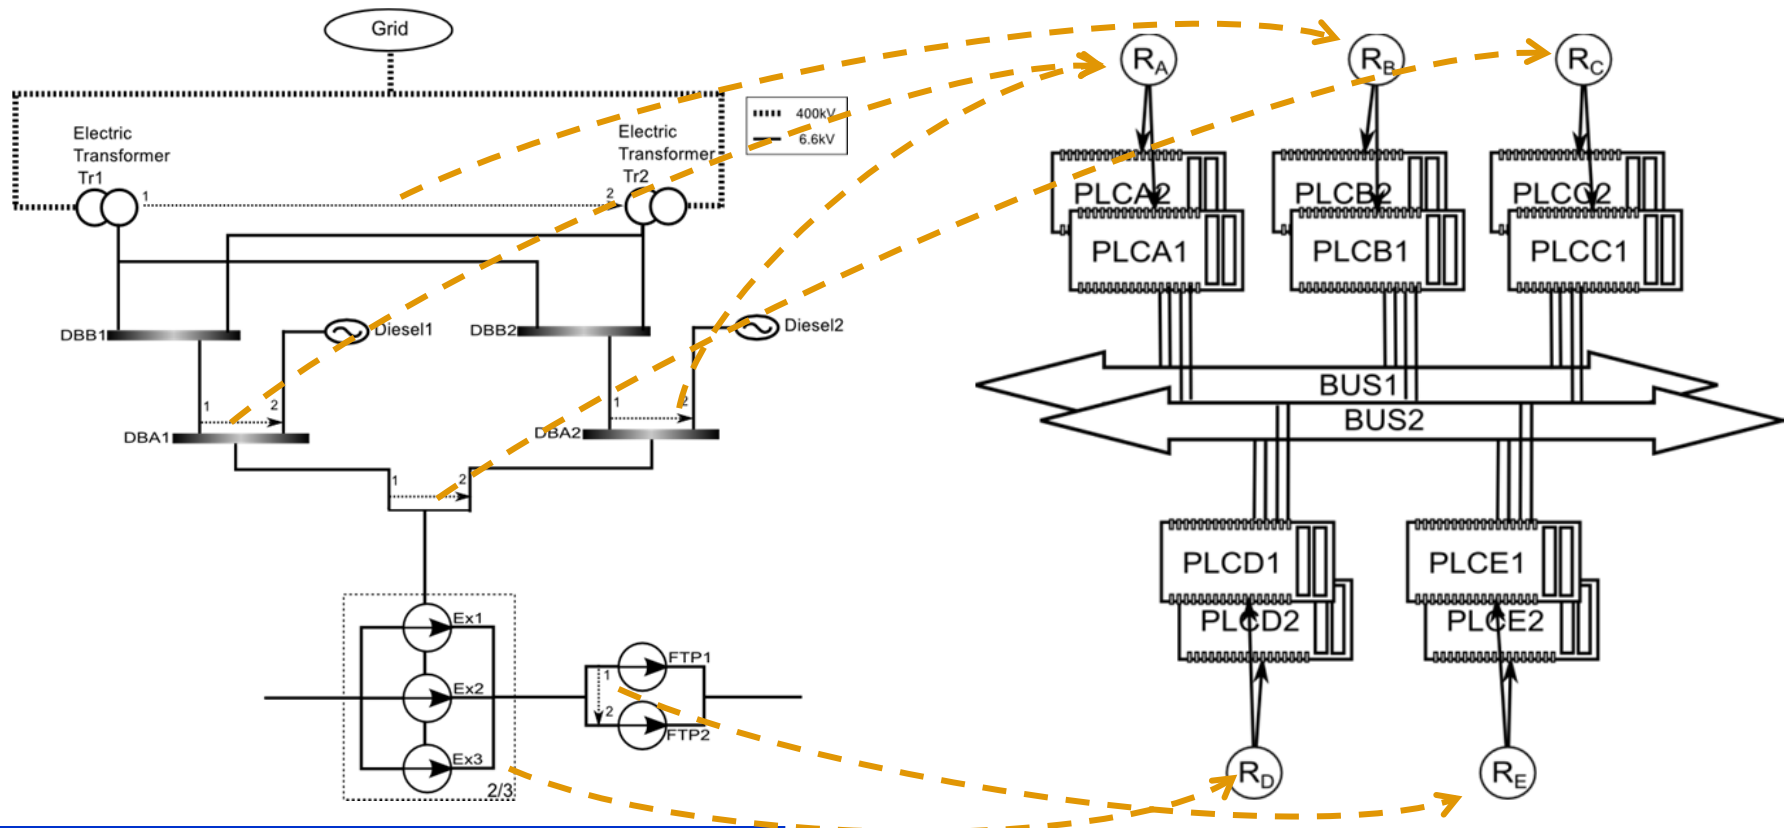 Grid
400kV
6.6kV
Electric
Transformer
Tr1
Electric
Transformer
Tr2
1
2
DBB1
Diesel1
DBB2
Diesel2
1
2
1
2
DBA1
DBA2
1
2
Ex1
Ex2
Ex3
2/3
FTP1
1
2
FTP2
RA
RB
RC
PLCA2
PLCB2
PLCC2
PLCA1
PLCB1
PLCC1
BUS1
BUS2
PLCD1
PLCE1
PLCD2
PLCE2
RD
RE